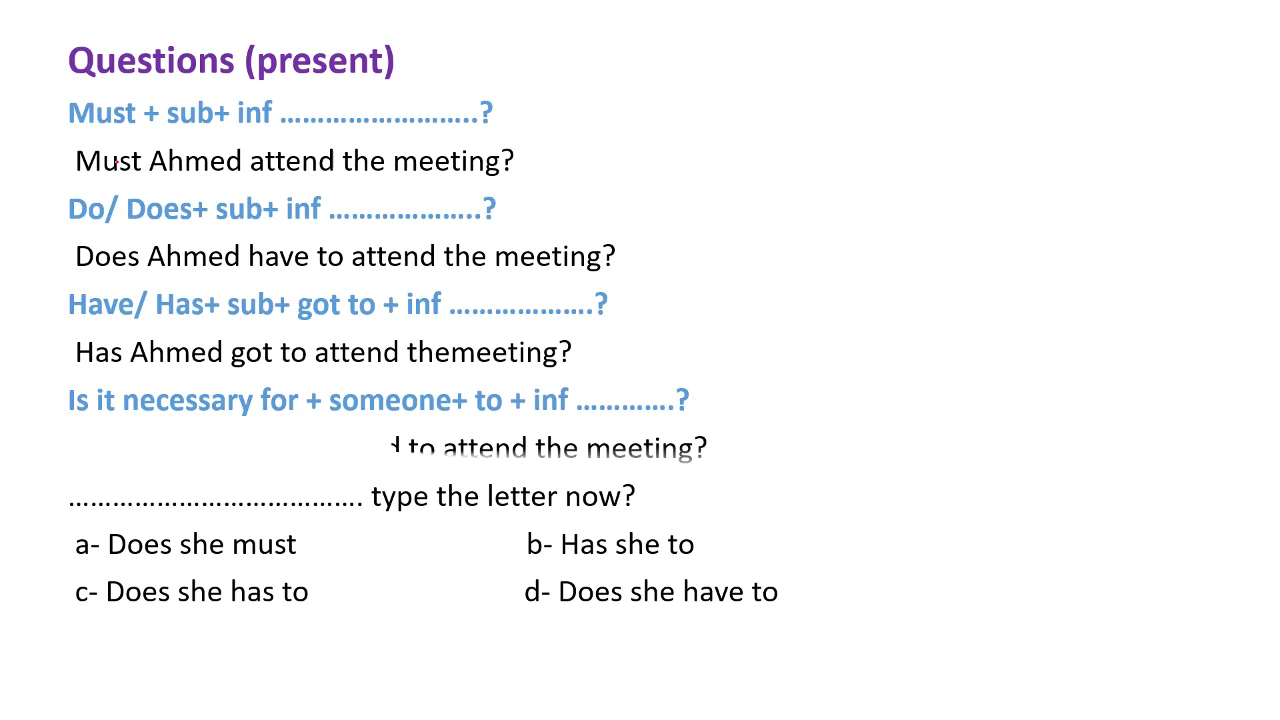 Questions (present)
Must + sub+ inf ……………………..?
Must Ahmed attend the meeting?
Do/ Does+ sub+ inf ………………..?
Does Ahmed have to attend the meeting?
Have/ Has+ sub+ got to + inf ……………….?
Has Ahmed got to attend themeeting?
Is it necessary for + someone+ to + inf ………….?
to attend the meeting?
…………………………………. type the letter now?
a- Does she must b- Has she to
c- Does she has to d- Does she have to